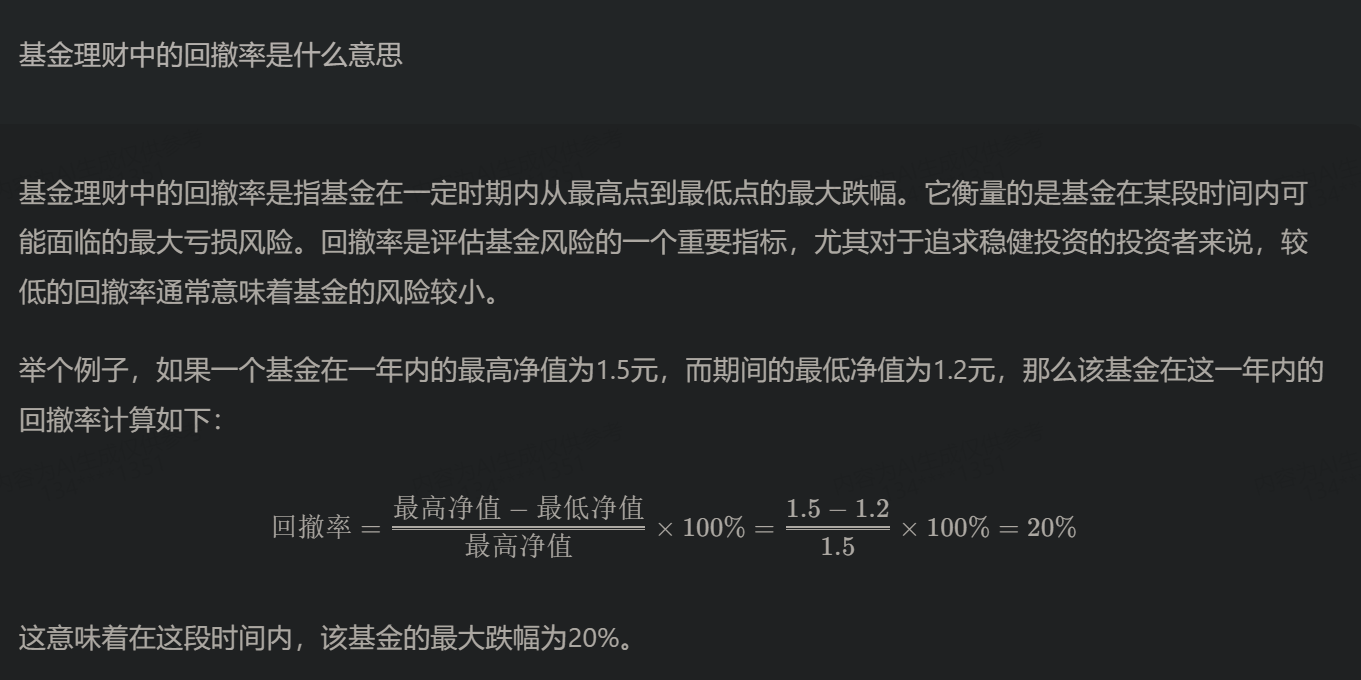 基金理财中的回撤率是什么意思
基金理财中的回撤率是指基金在一定时期内从最高点到最低点的最大跌幅。它衡量的是基金在某段时间内可
能面临的最大亏损风险。回撤率是评估基金风险的一个重要指标，尤其对于追求稳健投资的投资者来说，较
低的回撤率通常意味着基金的风险较小。
举个例子，如果一个基金在一年内的最高净值为1.5元，而期间的最低净值为1.2元，那么该基金在这一年内的
回撤率计算如下：
回撤率 = \frac{最高净值 − 最低净值}{最高净值} × 100% = \frac{1.5 − 1.2}{1.5} × 100% = 20%
这意味着在这段时间内，该基金的最大跌幅为20%。